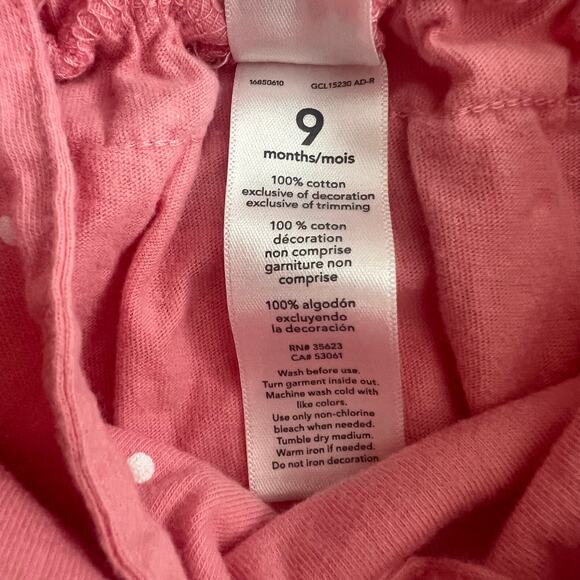 16850610 GCL15230 AD-R
9
months/mois
100% cotton
exclusive of decoration
exclusive of trimming
100 % coton
décoration
non comprise
garniture non
comprise
100% algodón
excluyendo
la decoración
RN# 35623
CA# 53061
Wash before use.
Turn garment inside out.
Machine wash cold with
like colors.
Use only non-chlorine
bleach when needed.
Tumble dry medium.
Warm iron if needed.
Do not iron decoration